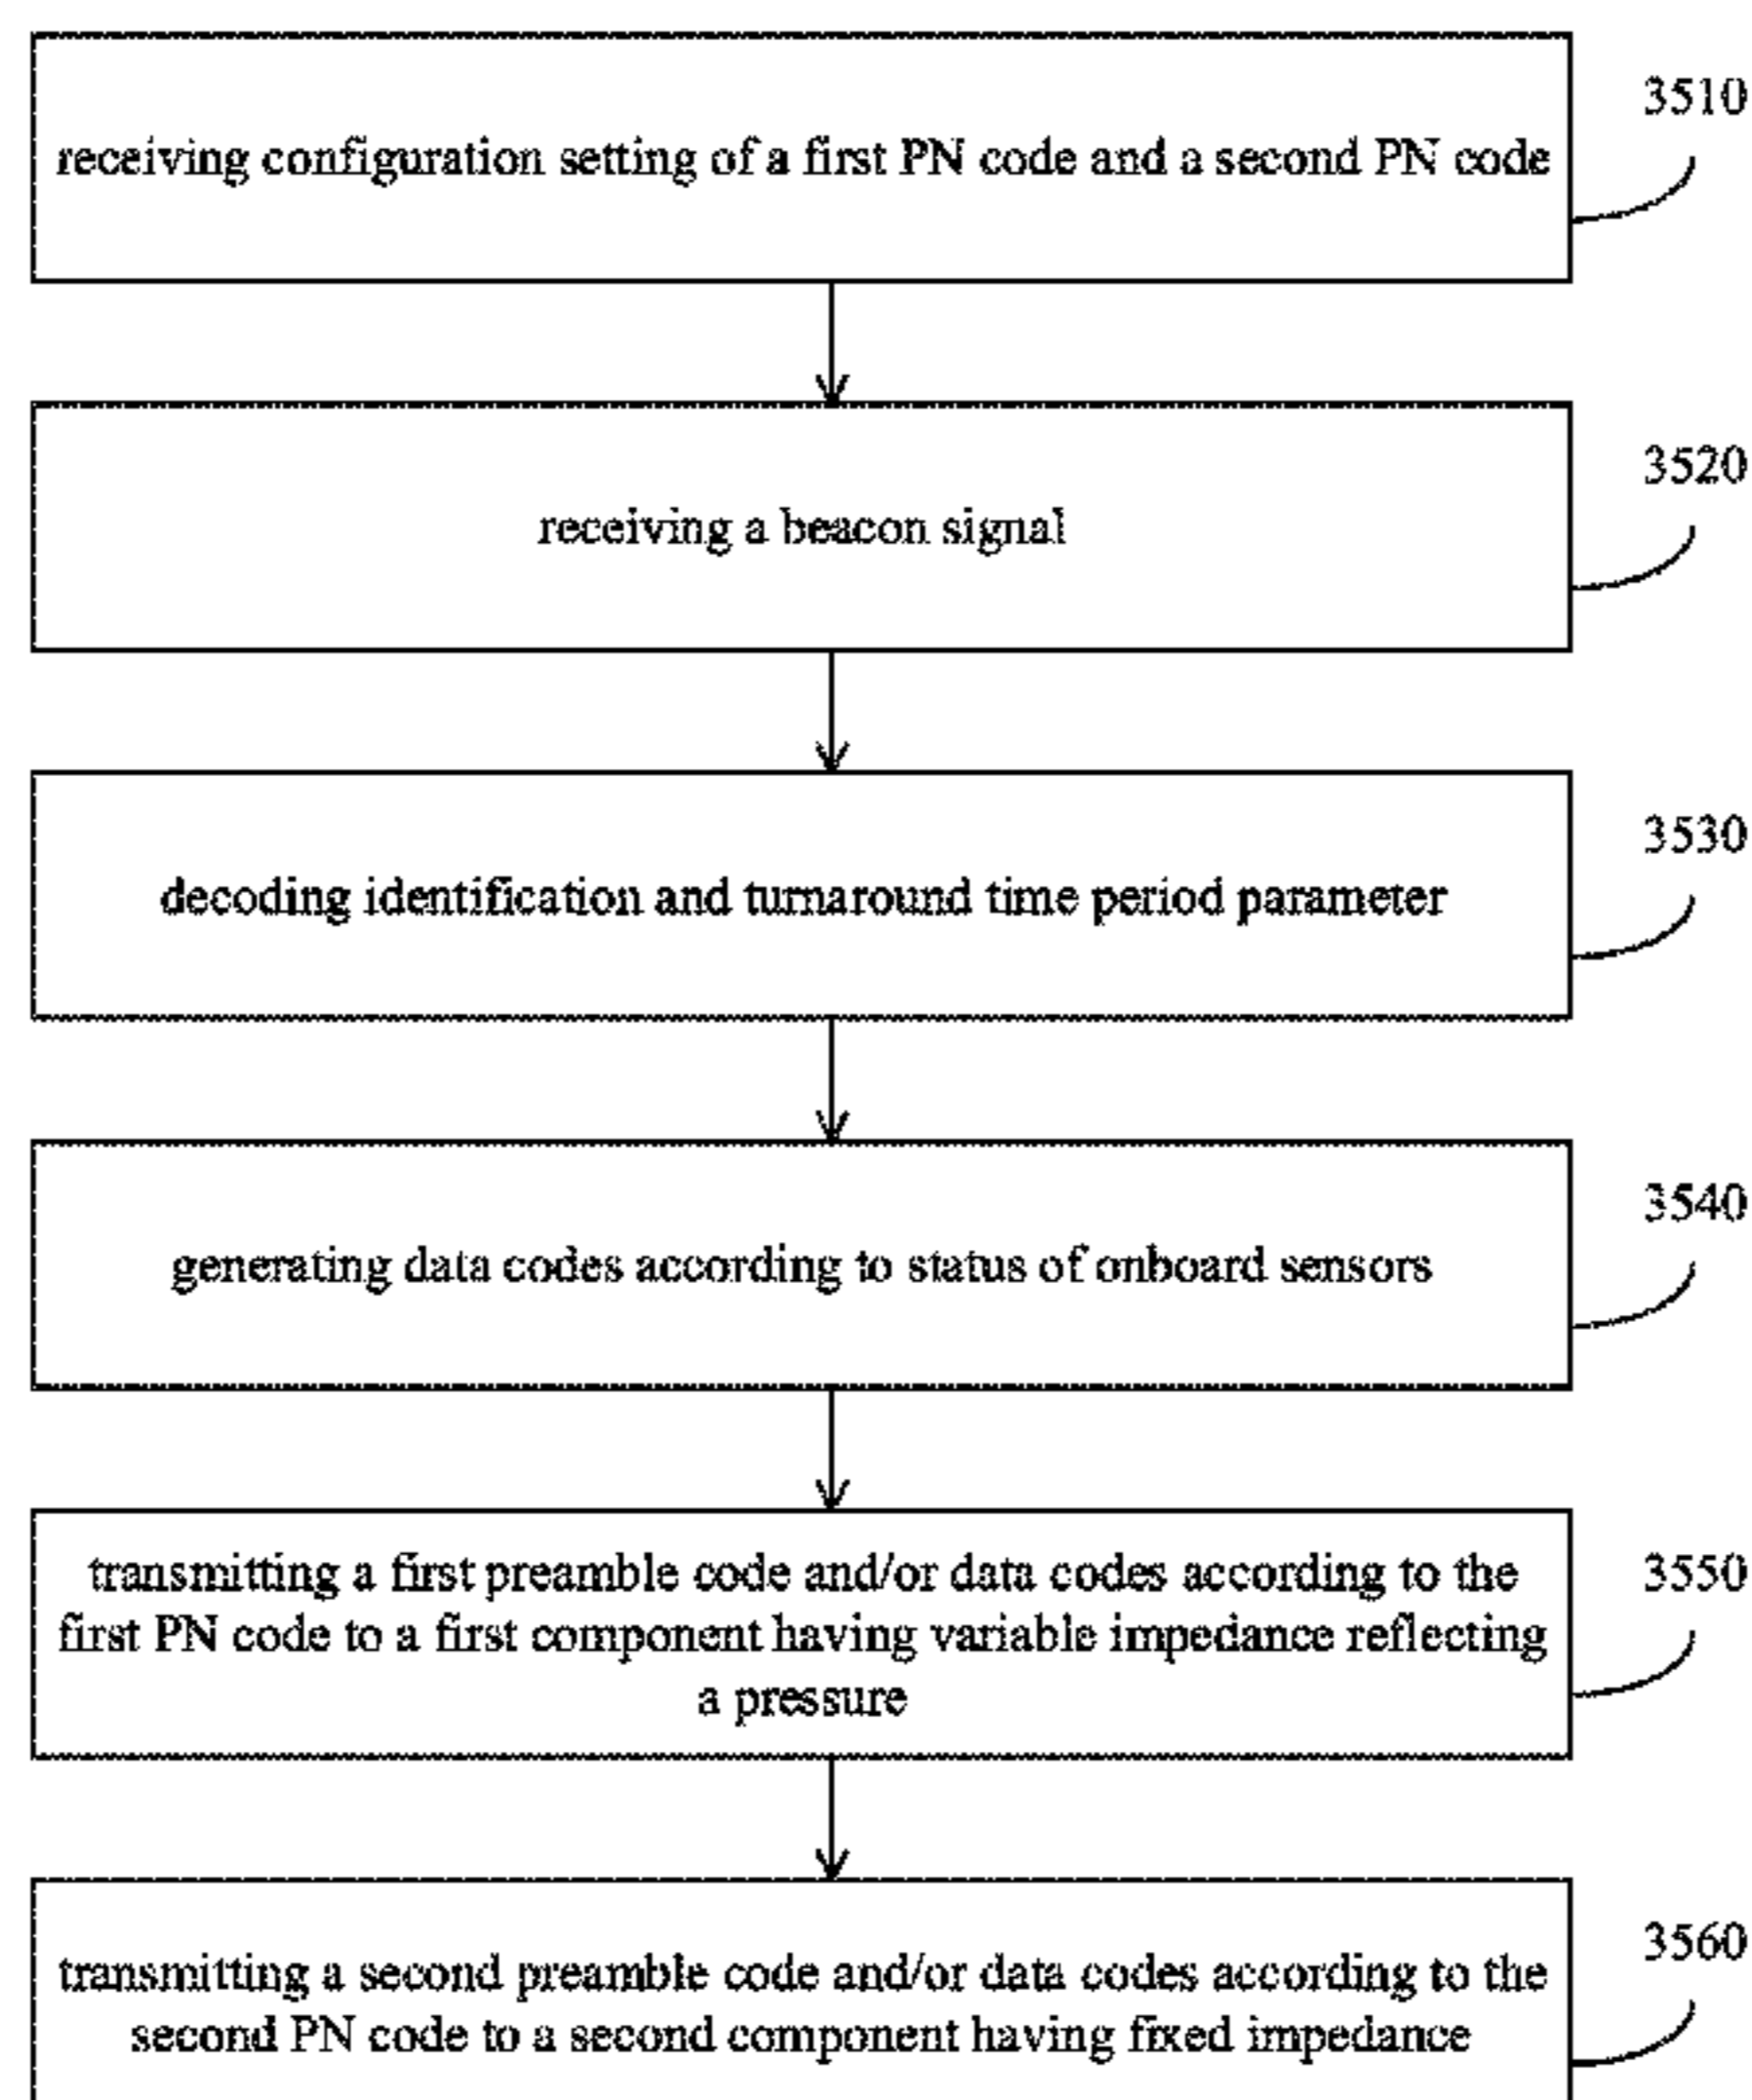 3510
receiving configuration setting of a first PN code and a second PN code
3520
receiving a beacon signal
3530
decoding identification and turnaround time period parameter
3540
generating data codes according to status of onboard sensors
3550
transmitting a first preamble code and/or data codes according to the
first PN code to a first component having variable impedance reflecting
a pressure
3560
transmitting a second preamble code and/or data codes according to the
second PN code to a second component having fixed impedance